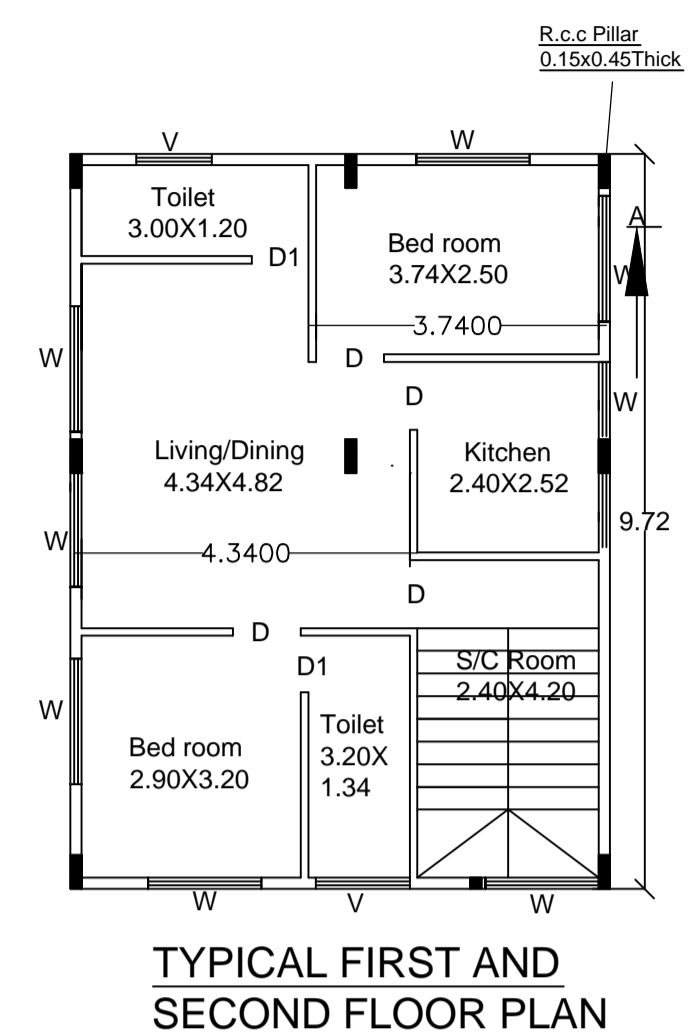 R.c.c Pillar
0.15x0.45Thick
V
W
Toilet
3.00X1.20
D1
Bed room
3.74X2.50
A
W
3.7400
W
D
D
W
Living/Dining
4.34X4.82
Kitchen
2.40X2.52
9.72
W
4.3400
D
D
D1
S/C Room
2.40X4.20
W
Toilet
3.20X
1.34
Bed room
2.90X3.20
W
V
W
TYPICAL FIRST AND
SECOND FLOOR PLAN